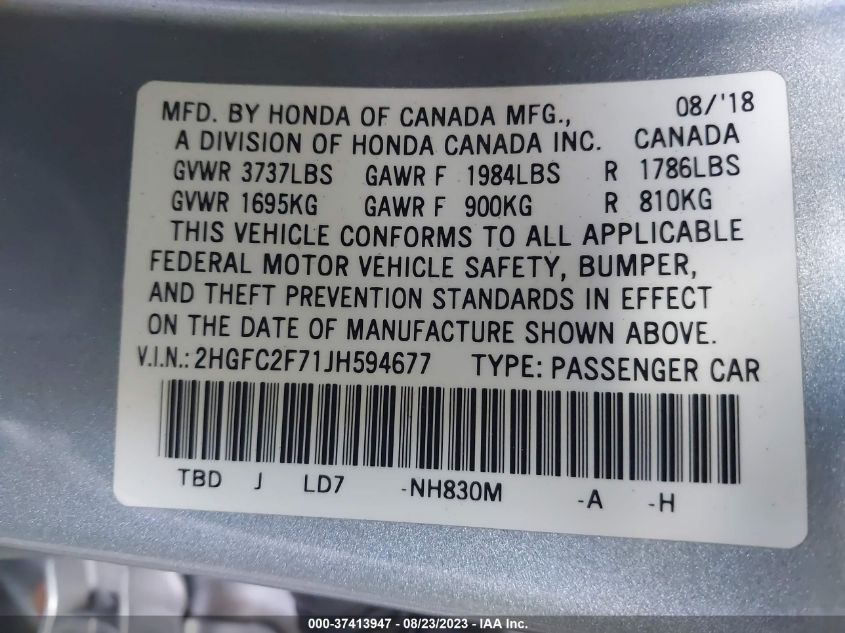 MFD. BY HONDA OF CANADA MFG., 08/'18
A DIVISION OF HONDA CANADA INC. CANADA
GVWR 3737LBS GAWR F 1984LBS R 1786LBS
GVWR 1695KG GAWR F 900KG R 810KG
THIS VEHICLE CONFORMS TO ALL APPLICABLE
FEDERAL MOTOR VEHICLE SAFETY, BUMPER,
AND THEFT PREVENTION STANDARDS IN EFFECT
ON THE DATE OF MANUFACTURE SHOWN ABOVE.
V.I.N.: 2HGFC2F71JH594677 TYPE: PASSENGER CAR
TBD J LD7 -NH830M -A -H
000-37413947 - 08/23/2023 - IAA Inc.